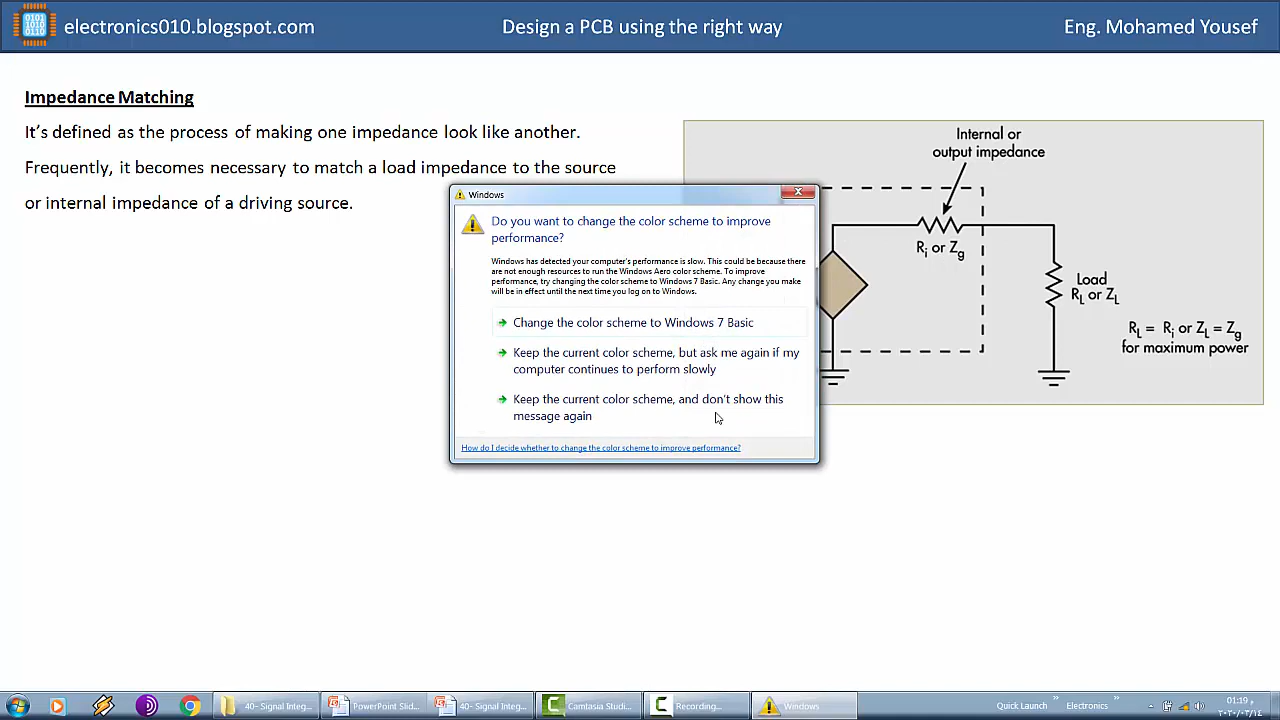 0101
1010
0110
electronics010.blogspot.com
Design a PCB using the right way
Eng. Mohamed Yousef
Impedance Matching
It's defined as the process of making one impedance look like another.
Frequently, it becomes necessary to match a load impedance to the source
or internal impedance of a driving source.
Internal or
output impedance
Ri or Zg
Load
RL or ZL
RL = Ri or ZL = Zg
for maximum power
Windows
Do you want to change the color scheme to improve
performance?
Windows has detected your computer's performance is slow. This could be because there
are not enough resources to run the Windows Aero color scheme. To improve
performance, try changing the color scheme to Windows 7 Basic. Any change you make
will be in effect until the next time you log on to Windows.
Change the color scheme to Windows 7 Basic
Keep the current color scheme, but ask me again if my
computer continues to perform slowly
Keep the current color scheme, and don't show this
message again
How do I decide whether to change the color scheme to improve performance?
40- Signal Integ...
PowerPoint Slid...
40- Signal Integ...
Camtasia Studi...
Recording...
Windows
Quick Launch
Electronics
م 01:19
٢٠٢٠/٠٣/١٤